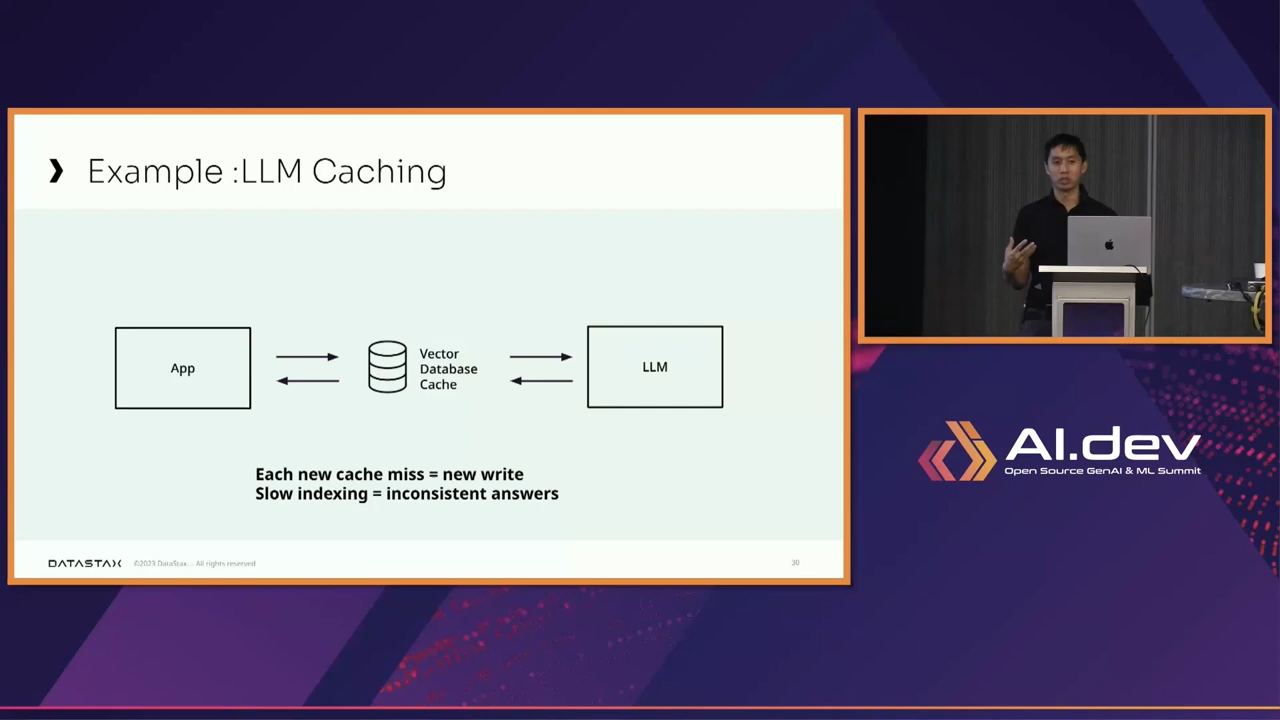 ❯ Example :LLM Caching
App
Vector
Database
Cache
LLM
Each new cache miss = new write
Slow indexing = inconsistent answers
DATASTAX
©2023 DataStax. . All rights reserved
30
AI.dev
Open Source GenAI & ML Summit